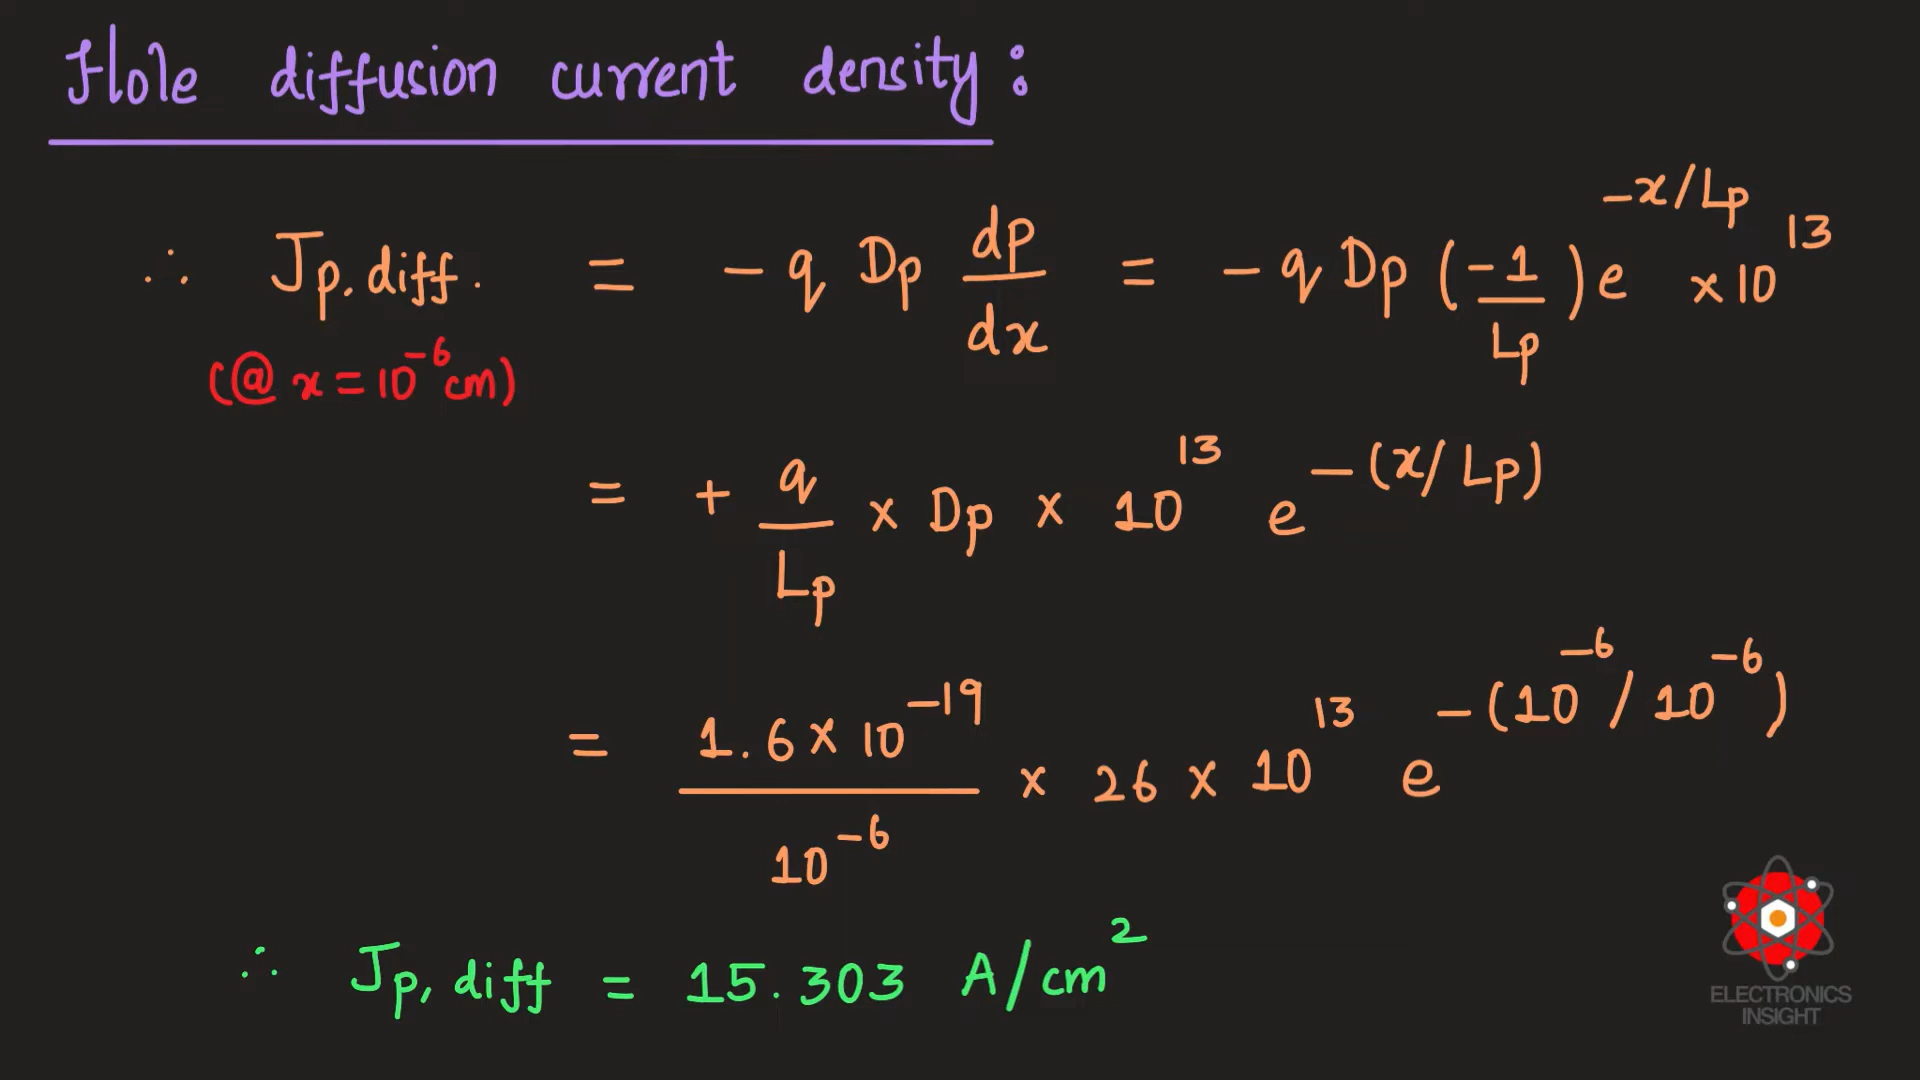 Hole diffusion current density:
∴ Jp.diff. = - q Dp dp/dx = - q Dp (-1/Lp) e^(-x/Lp) × 10^13
(@ x = 10^-6 cm)
= + q/Lp × Dp × 10^13 e^-(x/Lp)
= 1.6 × 10^-19 / 10^-6 × 26 × 10^13 e^-(10^-6 / 10^-6)
∴ Jp, diff = 15.303 A/cm^2
ELECTRONICS
INSIGHT